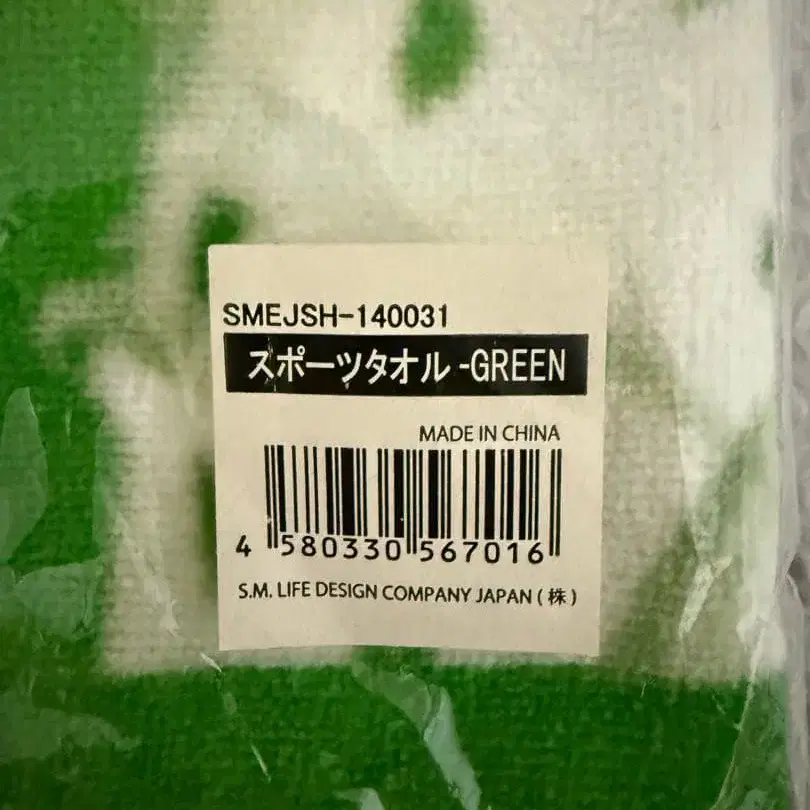 SMEJSH-140031
スポーツタオル -GREEN
MADE IN CHINA
4 580330 567016
S.M. LIFE DESIGN COMPANY JAPAN ( 株 )